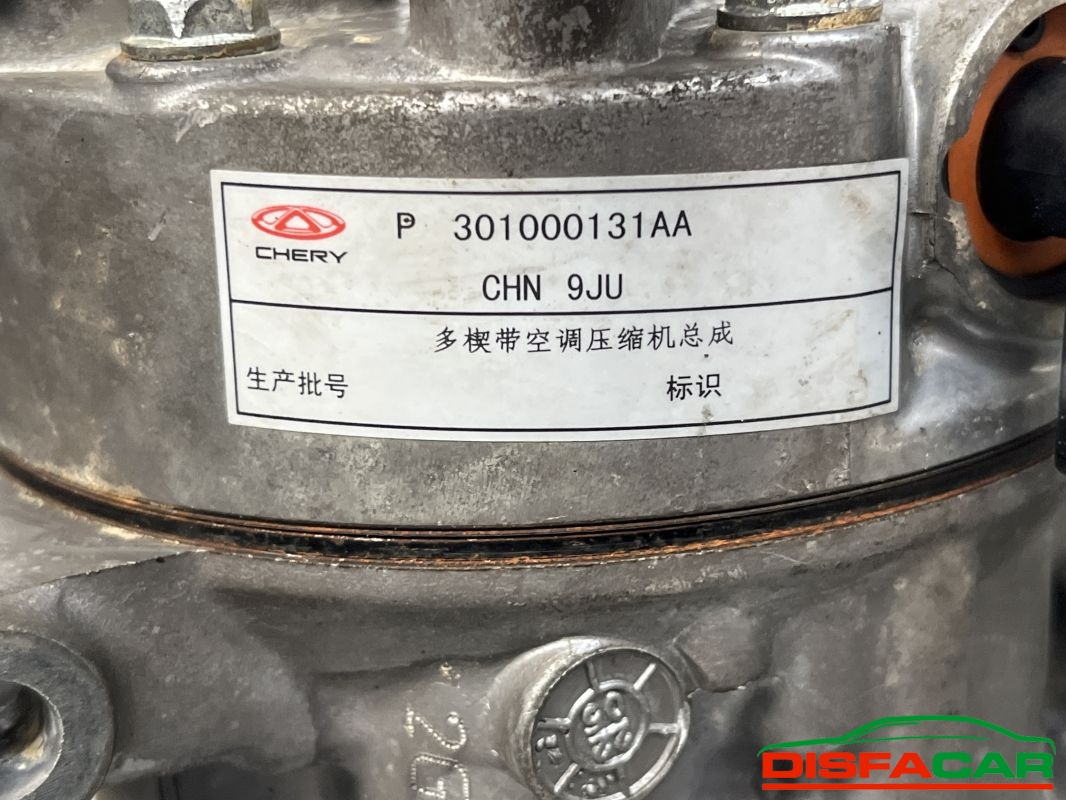 CHERY
P 301000131AA
CHN 9JU
多楔带空调压缩机总成
生产批号
标识
DISFACAR